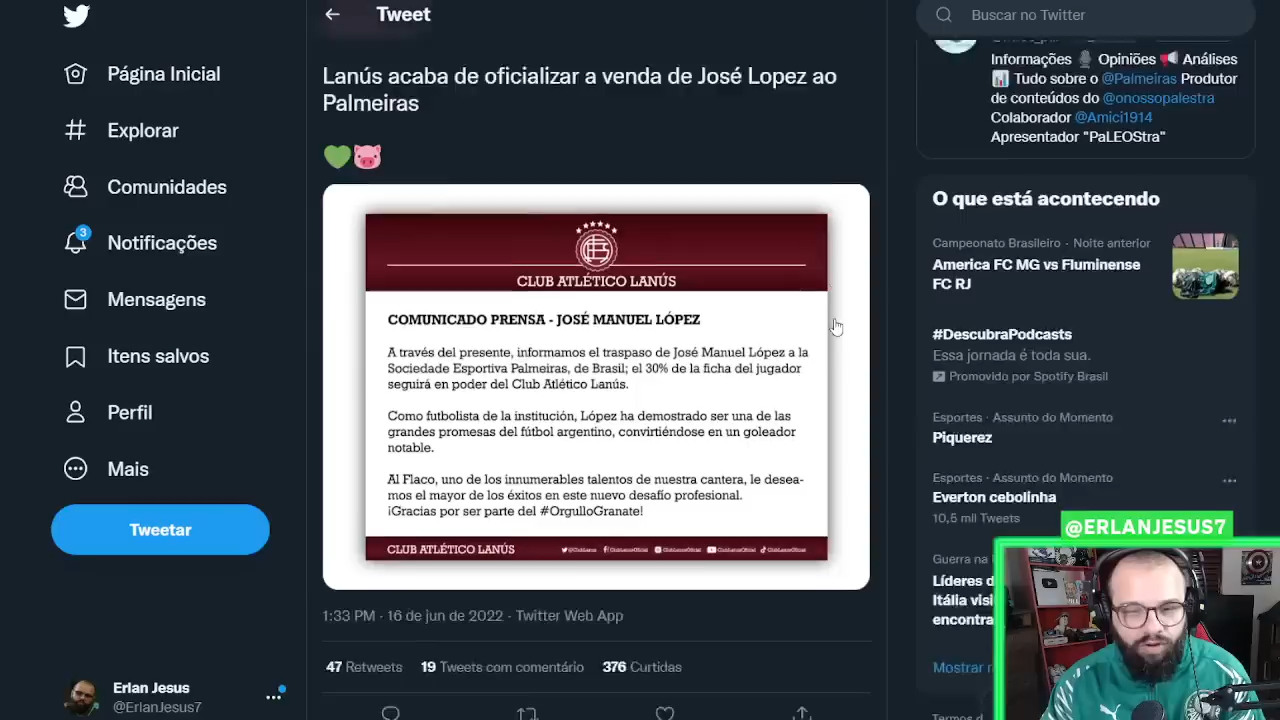 Tweet
Buscar no Twitter
Página Inicial
Explorar
Comunidades
3
Notificações
Mensagens
Itens salvos
Perfil
Mais
Tweetar
Erlan Jesus
@ErlanJesus7
Lanús acaba de oficializar a venda de José Lopez ao
Palmeiras
CLUB ATLÉTICO LANÚS
COMUNICADO PRENSA - JOSÉ MANUEL LÓPEZ
A través del presente, informamos el traspaso de José Manuel López a la
Sociedade Esportiva Palmeiras, de Brasil; el 30% de la ficha del jugador
seguirá en poder del Club Atlético Lanús.
Como futbolista de la institución, López ha demostrado ser una de las
grandes promesas del fútbol argentino, convirtiéndose en un goleador
notable.
Al Flaco, uno de los innumerables talentos de nuestra cantera, le desea-
mos el mayor de los éxitos en este nuevo desafío profesional.
¡Gracias por ser parte del #OrgulloGranate!
CLUB ATLÉTICO LANÚS
1:33 PM · 16 de jun de 2022 · Twitter Web App
47 Retweets 19 Tweets com comentário 376 Curtidas
Informações Opiniões Análises
Tudo sobre o @Palmeiras Produtor
de conteúdos do @onossopalestra
Colaborador @Amici1914
Apresentador "PaLEOStra"
O que está acontecendo
Campeonato Brasileiro · Noite anterior
America FC MG vs Fluminense
FC RJ
#DescubraPodcasts
Essa jornada é toda sua.
Promovido por Spotify Brasil
Esportes · Assunto do Momento
Piquerez
Esportes · Assunto do Momento
Everton cebolinha
10,5 mil Tweets
@ERLANJESUS7
Guerra na
Líderes d
Itália visi
encontra
Mostrar